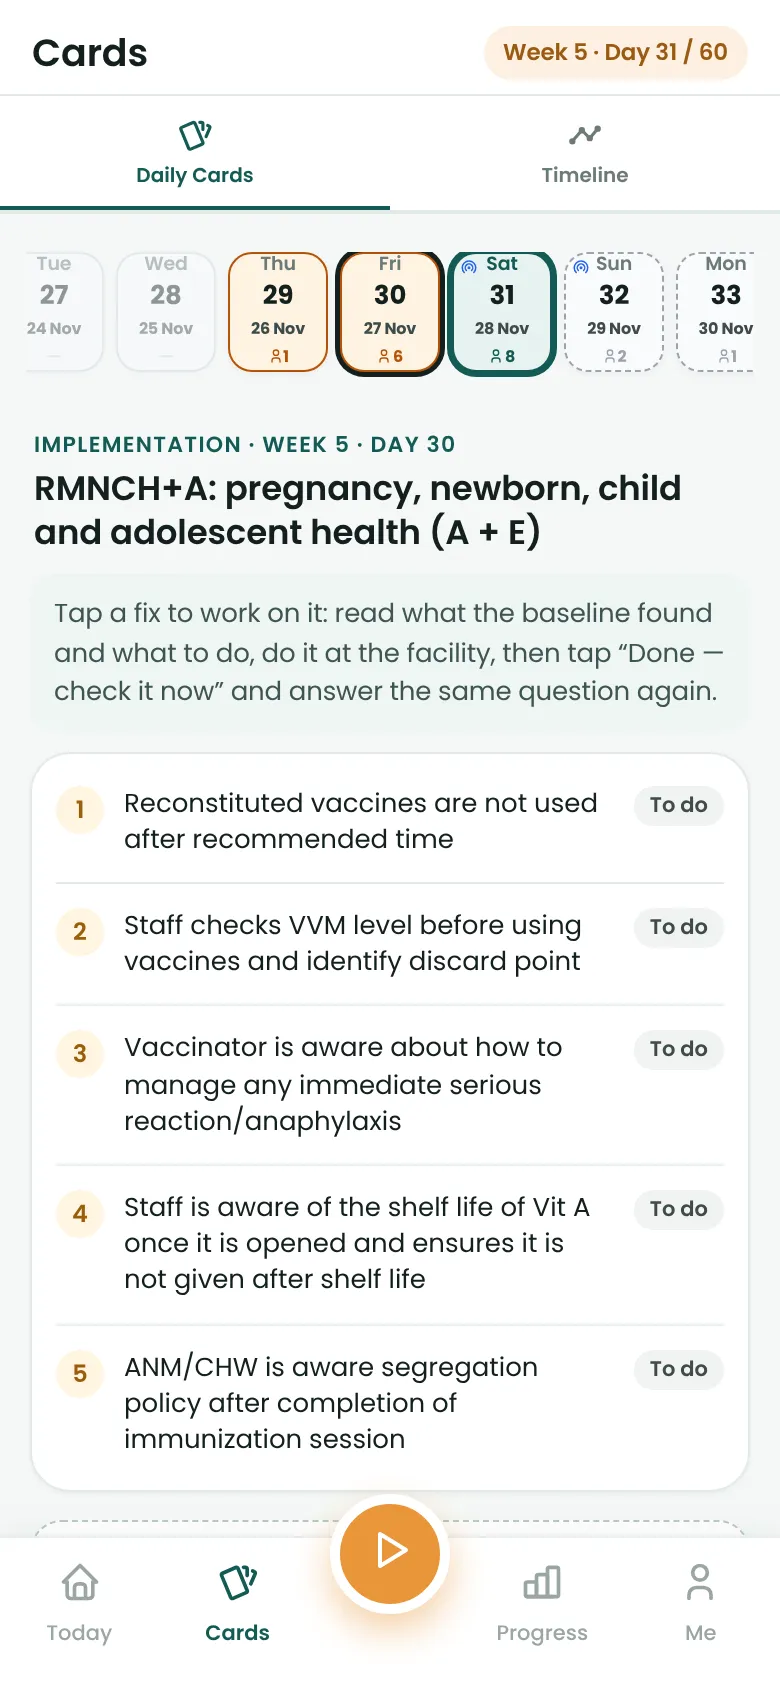 Cards
Week 5 · Day 31 / 60
Daily Cards
Timeline
Tue
27
24 Nov
—
Wed
28
25 Nov
—
Thu
29
26 Nov
1
Fri
30
27 Nov
6
Sat
31
28 Nov
8
Sun
32
29 Nov
2
Mon
33
30 Nov
1
IMPLEMENTATION · WEEK 5 · DAY 30
RMNCH+A: pregnancy, newborn, child
and adolescent health (A + E)
Tap a fix to work on it: read what the baseline found
and what to do, do it at the facility, then tap “Done —
check it now” and answer the same question again.
1
Reconstituted vaccines are not used
after recommended time
To do
2
Staff checks VVM level before using
vaccines and identify discard point
To do
3
Vaccinator is aware about how to
manage any immediate serious
reaction/anaphylaxis
To do
4
Staff is aware of the shelf life of Vit A
once it is opened and ensures it is
not given after shelf life
To do
5
ANM/CHW is aware segregation
policy after completion of
immunization session
To do
Today
Cards
Progress
Me